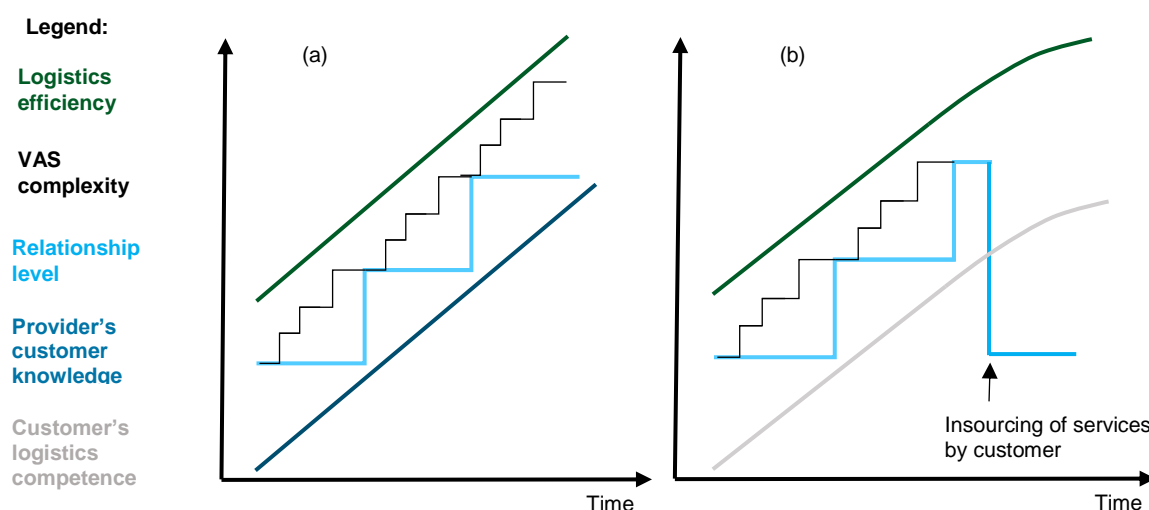 Legend:
Logistics
efficiency
VAS
complexity
Relationship
level
Provider's
customer
knowledge
Customer's
logistics
competence
(a)
Time
(b)
Insourcing of services
by customer
Time